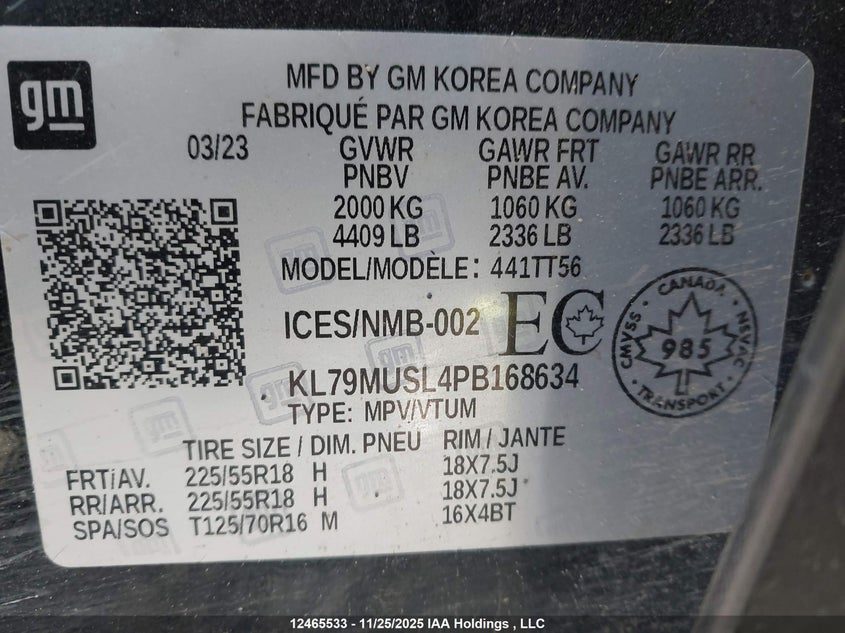 gm
MFD BY GM KOREA COMPANY
FABRIQUÉ PAR GM KOREA COMPANY
03/23 GVWR GAWR FRT GAWR RR
PNBV PNBE AV. PNBE ARR.
2000 KG 1060 KG 1060 KG
4409 LB 2336 LB 2336 LB
MODEL/MODÈLE: 441TT56
ICES/NMB-002 EC
CANADA
CMVSS 985 NSVAC
TRANSPORT
KL79MUSL4PB168634
TYPE: MPV/VTUM
TIRE SIZE / DIM. PNEU RIM / JANTE
FRT/AV. 225/55R18 H 18X7.5J
RR/ARR. 225/55R18 H 18X7.5J
SPA/SOS T125/70R16 M 16X4BT
12465533 - 11/25/2025 IAA Holdings , LLC